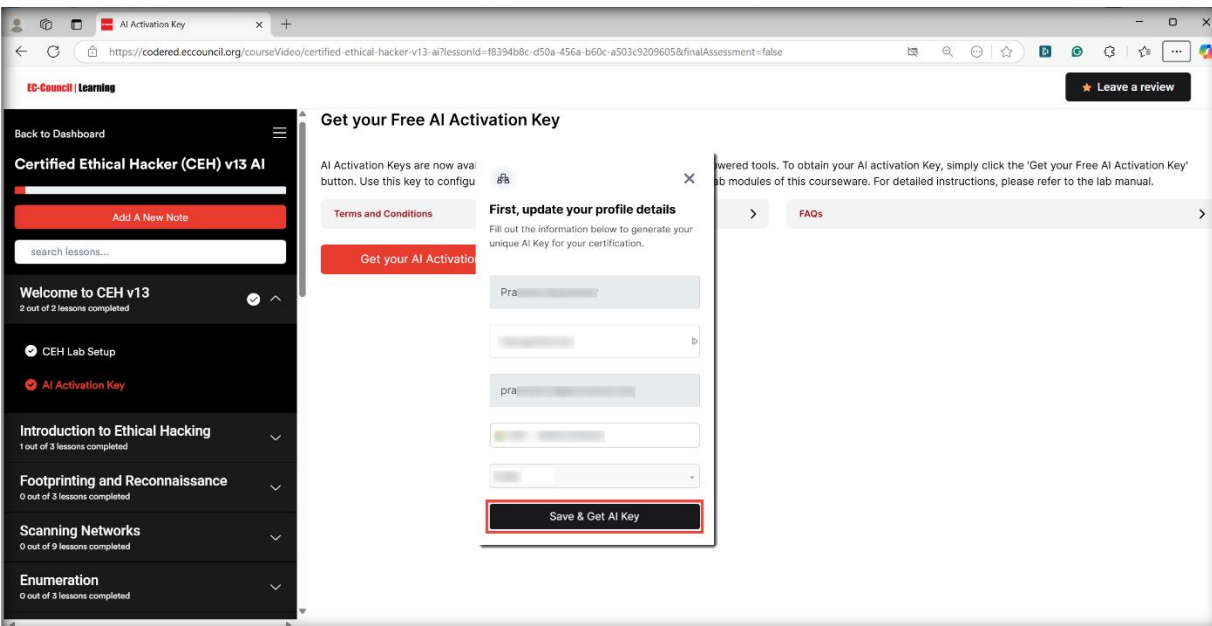 AI Activation Key
https://codered.eccouncil.org/courseVideo/certified-ethical-hacker-v13-ai?lessonId=f8394b8c-d50a-456a-b60c-a503c9209605&finalAssessment=false
EC-Council | Learning
Leave a review
Back to Dashboard
Certified Ethical Hacker (CEH) v13 AI
Add A New Note
search lessons...
Welcome to CEH v13
2 out of 2 lessons completed
CEH Lab Setup
AI Activation Key
Introduction to Ethical Hacking
1 out of 3 lessons completed
Footprinting and Reconnaissance
0 out of 3 lessons completed
Scanning Networks
0 out of 9 lessons completed
Enumeration
0 out of 3 lessons completed
Get your Free AI Activation Key
AI Activation Keys are now ava wered tools. To obtain your AI activation Key, simply click the 'Get your Free AI Activation Key'
button. Use this key to configu ab modules of this courseware. For detailed instructions, please refer to the lab manual.
Terms and Conditions
FAQs
Get your AI Activatio
First, update your profile details
Fill out the information below to generate your
unique AI Key for your certification.
Pra
pra
Save & Get AI Key